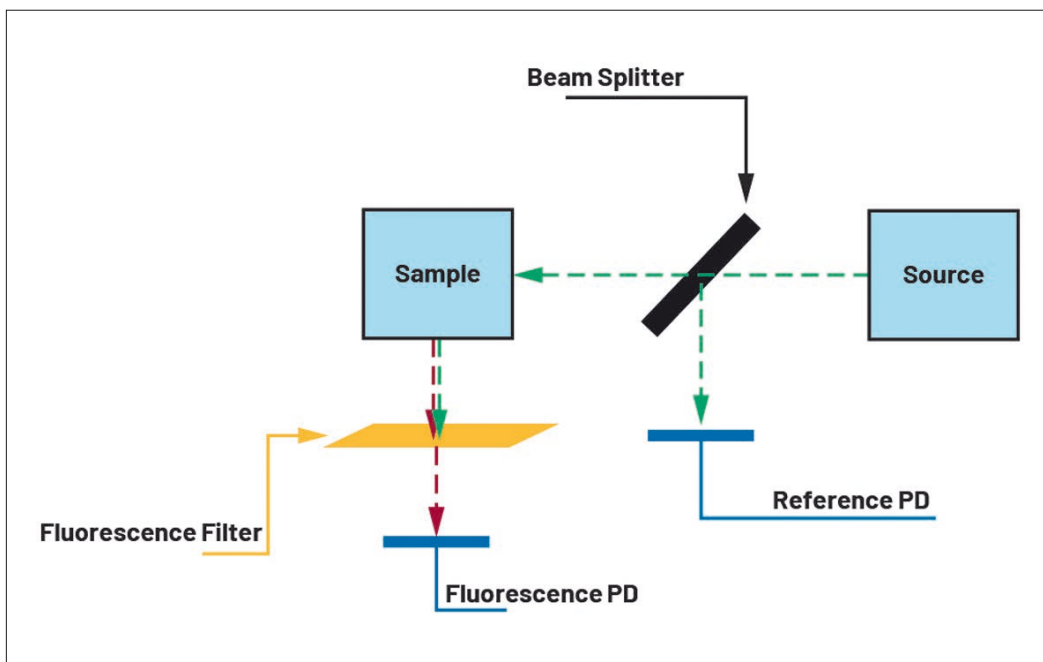 Beam Splitter
Sample
Source
Reference PD
Fluorescence Filter
Fluorescence PD